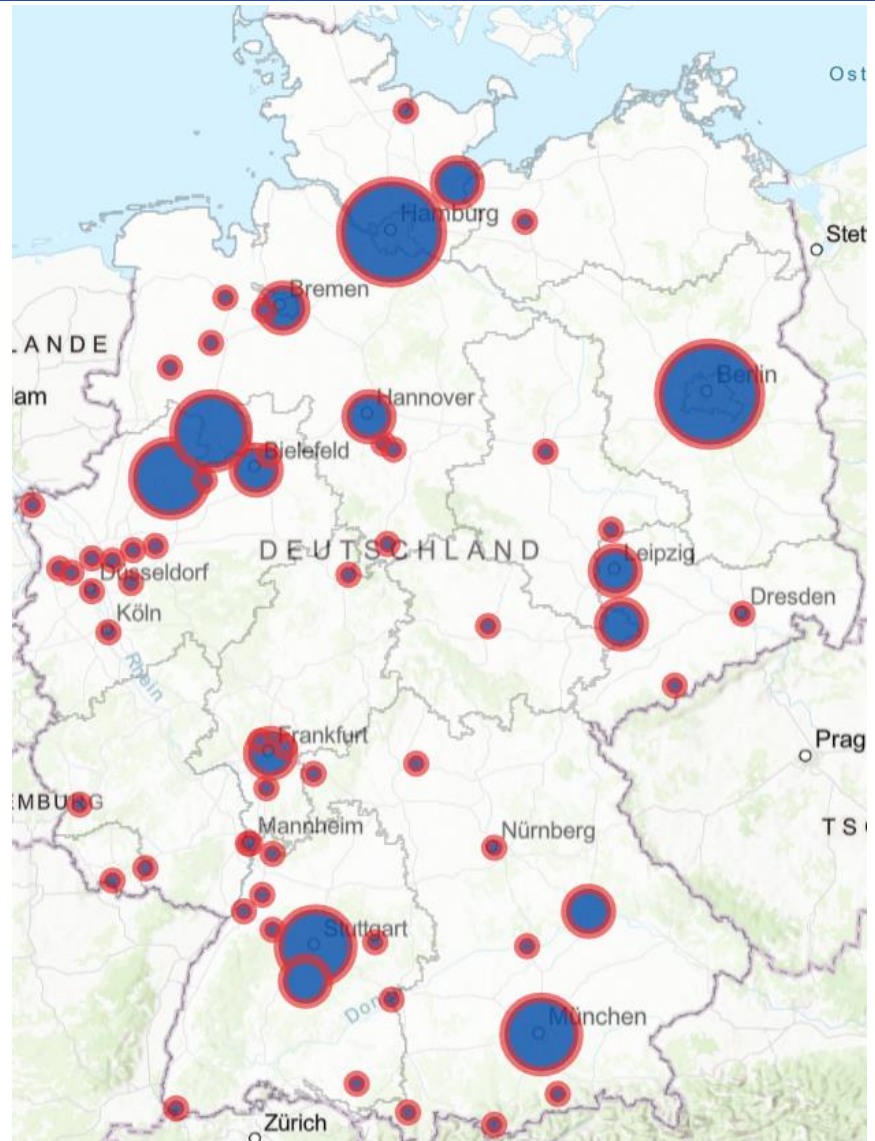 Ost
Hamburg
Stet
Bremen
LANDE
Berlin
lam
Hannover
Bielefeld
DEUTSCHLAND
Leipzig
Düsseldorf
Dresden
Köln
Rhein
Frankfurt
Prag
EMBURG
Mannheim
Nürnberg
TSC
Stuttgart
Don
München
Zürich